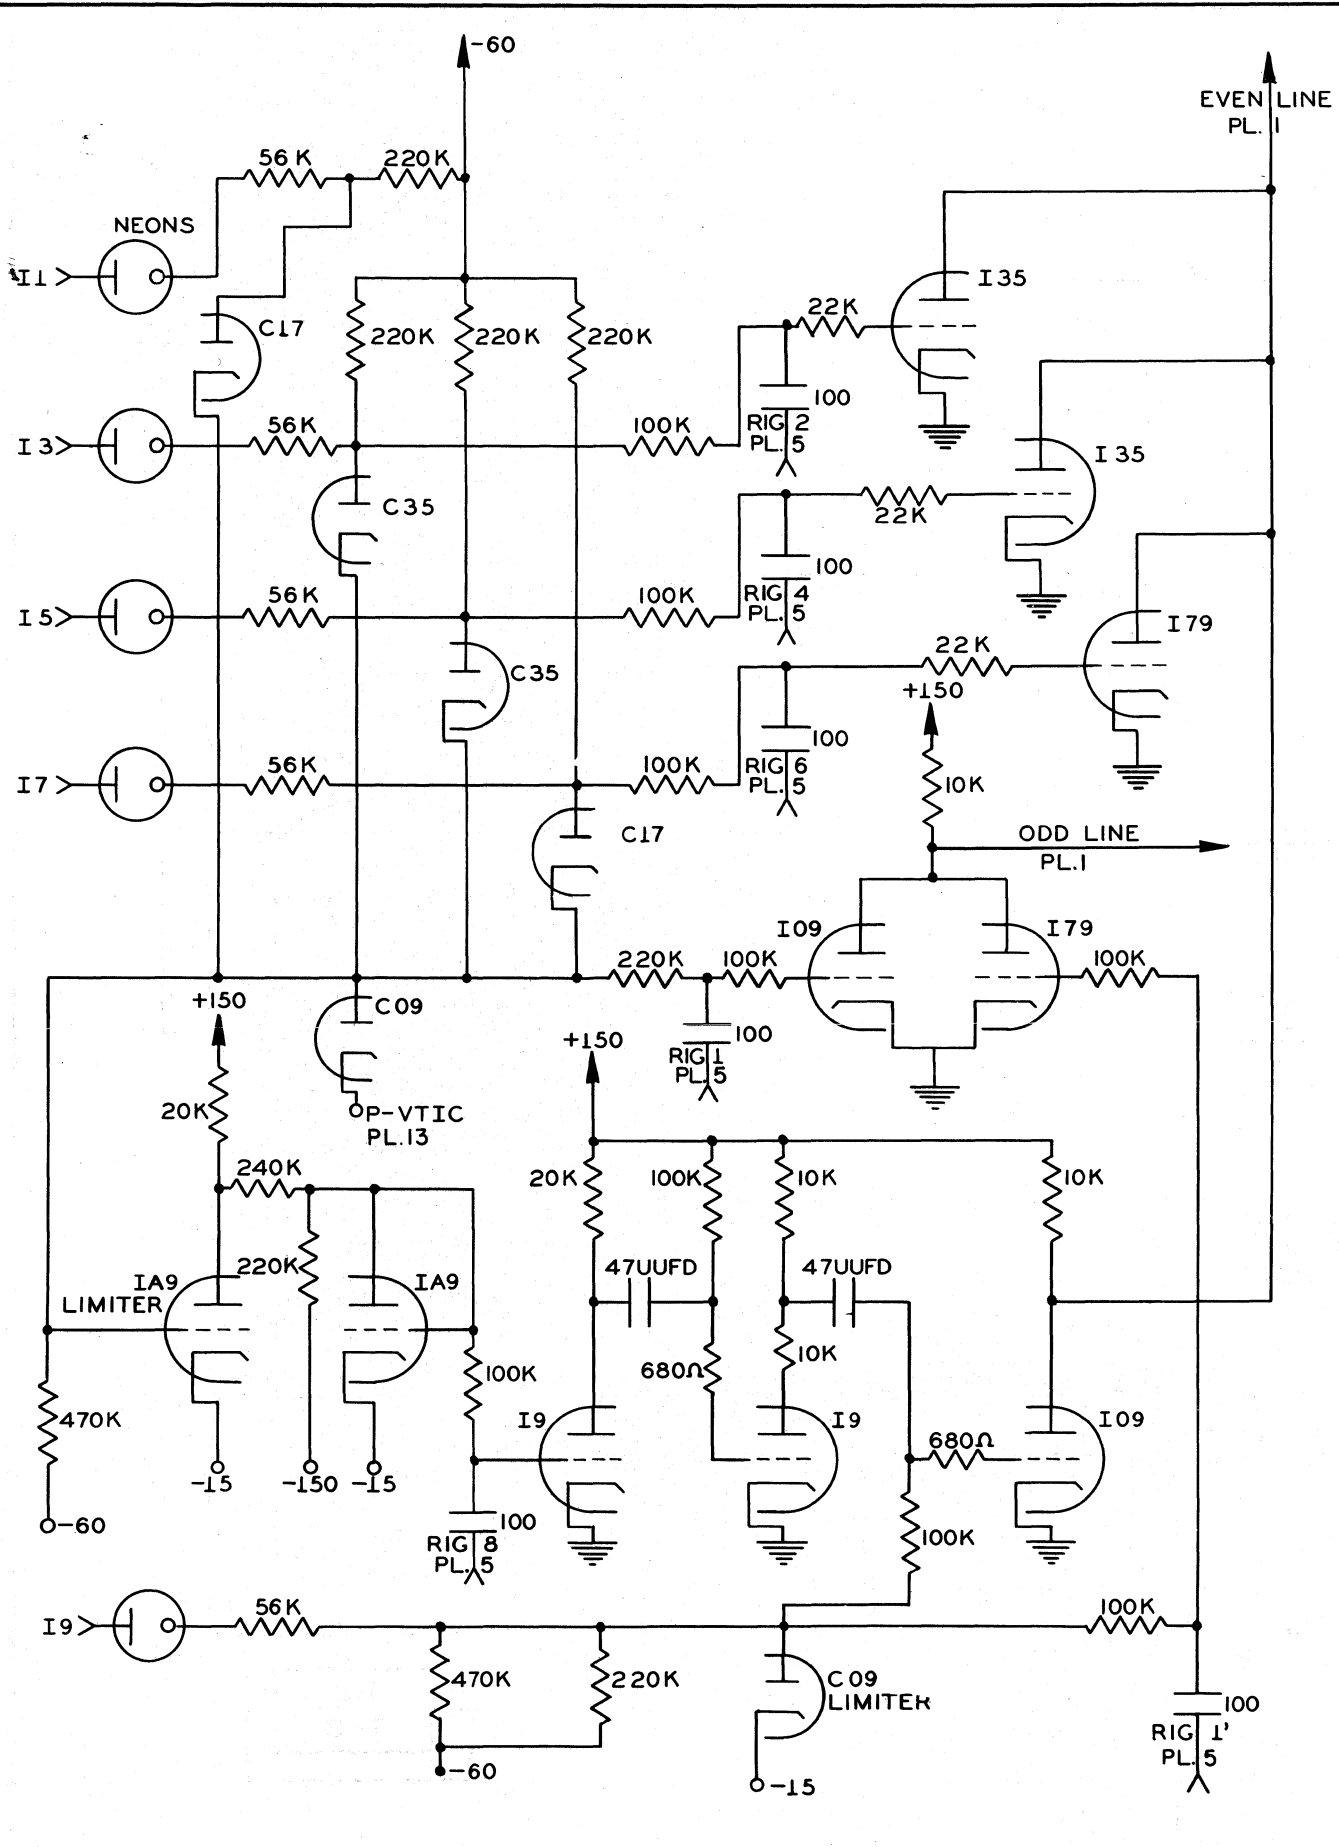 -60
EVEN LINE
PL. 1
56K
220K
NEONS
I1
C17
I35
220K
220K
220K
22K
100
RIG 2
PL. 5
I3
56K
100K
C35
I35
22K
100
RIG 4
PL. 5
I5
56K
100K
C35
I79
22K
+150
100
RIG 6
PL. 5
I7
56K
100K
10K
C17
ODD LINE
PL.1
I09
I79
220K
100K
100K
+150
C09
100
RIG 1
PL. 5
+150
20K
P-VTIC
PL.13
240K
20K
100K
10K
10K
220K
47UUFD
47UUFD
IA9
LIMITER
IA9
100K
680Ω
10K
470K
I9
I9
I09
680Ω
-15
-150
-15
-60
100
RIG 8
PL. 5
100K
I9
56K
100K
470K
220K
C09
LIMITER
100
RIG 1'
PL. 5
-60
-15